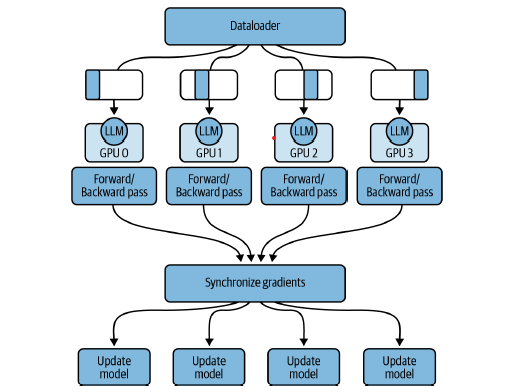 Dataloader
LLM
LLM
LLM
LLM
GPU 0
GPU 1
GPU 2
GPU 3
Forward/
Backward pass
Forward/
Backward pass
Forward/
Backward pass
Forward/
Backward pass
Synchronize gradients
Update
model
Update
model
Update
model
Update
model